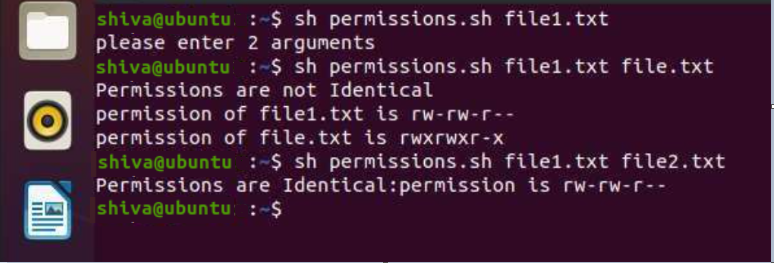 shiva@ubuntu :~$ sh permissions.sh file1.txt
please enter 2 arguments
shiva@ubuntu :~$ sh permissions.sh file1.txt file.txt
Permissions are not Identical
permission of file1.txt is rw-rw-r--
permission of file.txt is rwxrwxr-x
shiva@ubuntu :~$ sh permissions.sh file1.txt file2.txt
Permissions are Identical:permission is rw-rw-r--
shiva@ubuntu :~$